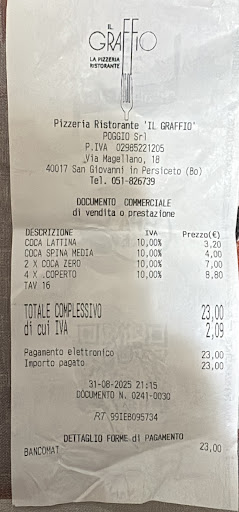 IL
GRAFFIO
LA PIZZERIA
RISTORANTE
Pizzeria Ristorante 'IL GRAFFIO'
POGGIO Srl
P.IVA 02985221205
Via Magellano, 18
40017 San Giovanni in Persiceto (Bo)
Tel. 051-826739
DOCUMENTO COMMERCIALE
di vendita o prestazione
DESCRIZIONE IVA Prezzo(€)
COCA LATTINA 10,00% 3,20
COCA SPINA MEDIA 10,00% 4,00
2 X COCA ZERO 10,00% 7,00
4 X .COPERTO 10,00% 8,80
TAV 16
TOTALE COMPLESSIVO 23,00
di cui IVA 2,09
Pagamento elettronico 23,00
Importo pagato 23,00
31-08-2025 21:15
DOCUMENTO N. 0241-0030
RT 99IEB095734
DETTAGLIO FORME di PAGAMENTO
BANCOMAT 23,00